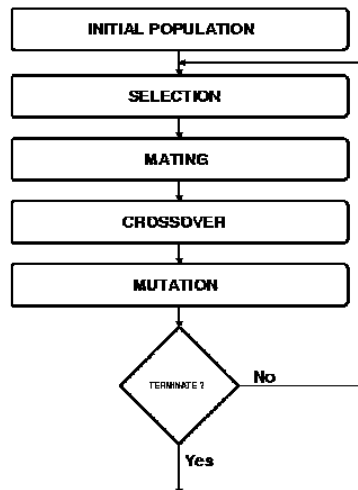 INITIAL POPULATION
SELECTION
MATING
CROSSOVER
MUTATION
TERMINATE ?
No
Yes